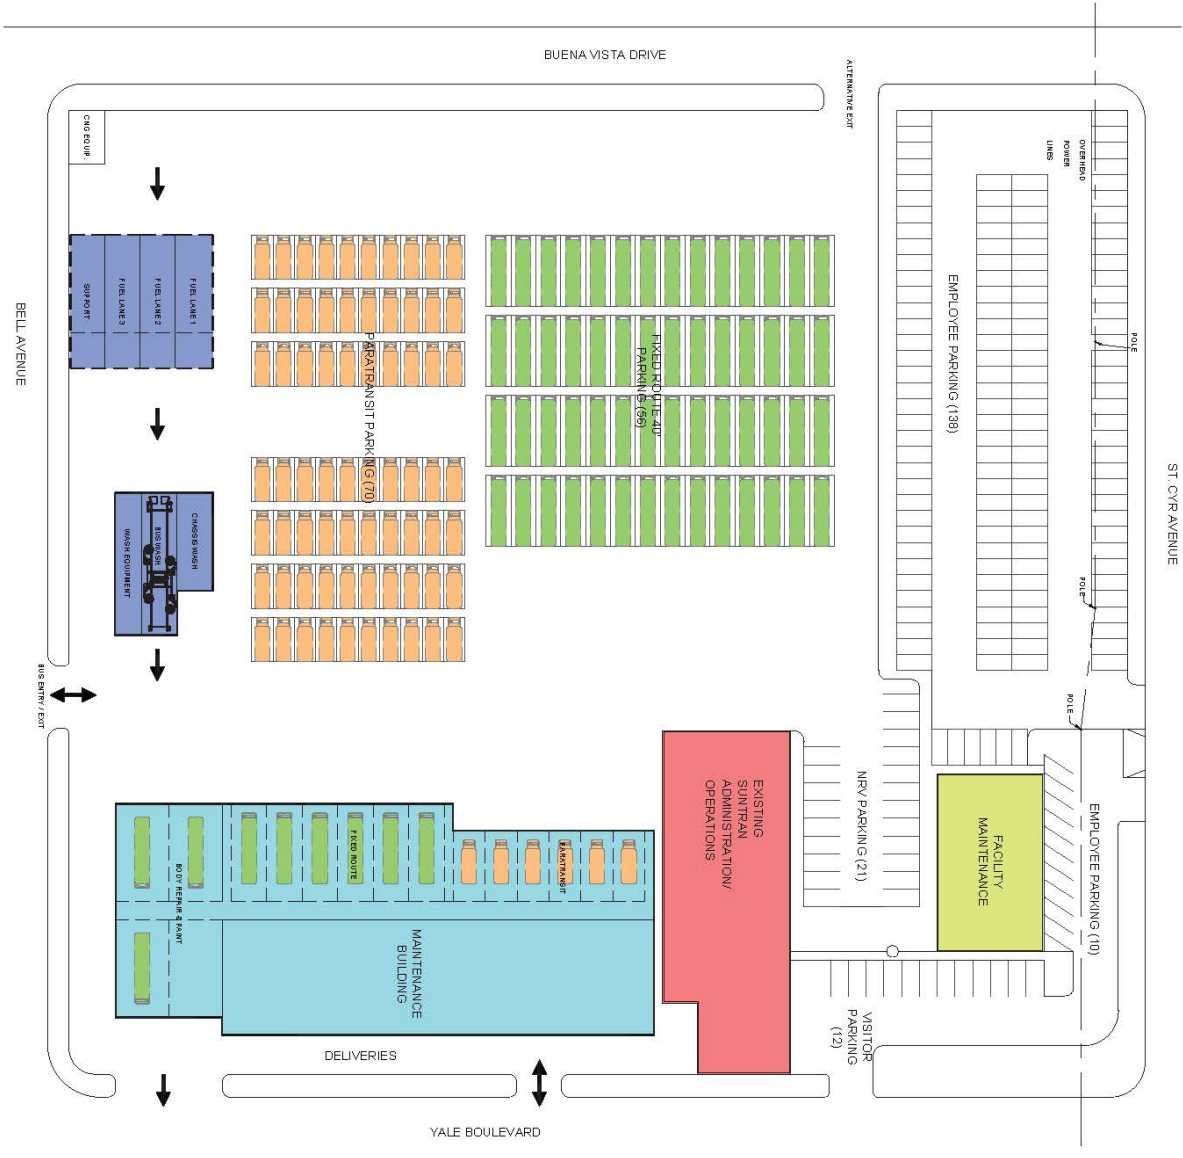 BUENA VISTA DRIVE
ALTERNATIVE EXIT
CNG EQUIP.
OVERHEAD
POWER
LINES
BELL AVENUE
SUPPORT
FUEL LANE 3
FUEL LANE 2
FUEL LANE 1
PARATRANSIT PARKING (70)
FIXED ROUTE 40'
PARKING (56)
EMPLOYEE PARKING (138)
POLE
ST. CYR AVENUE
WASH EQUIPMENT
BUS WASH
CHASSIS WASH
POLE
BUS ENTRY / EXIT
POLE
EXISTING
SUNTRAN
ADMINISTRATION/
OPERATIONS
NRV PARKING (21)
FACILITY
MAINTENANCE
EMPLOYEE PARKING (10)
FIXED ROUTE
PARATRANSIT
BODY REPAIR & PAINT
MAINTENANCE
BUILDING
VISITOR
PARKING
(12)
DELIVERIES
YALE BOULEVARD